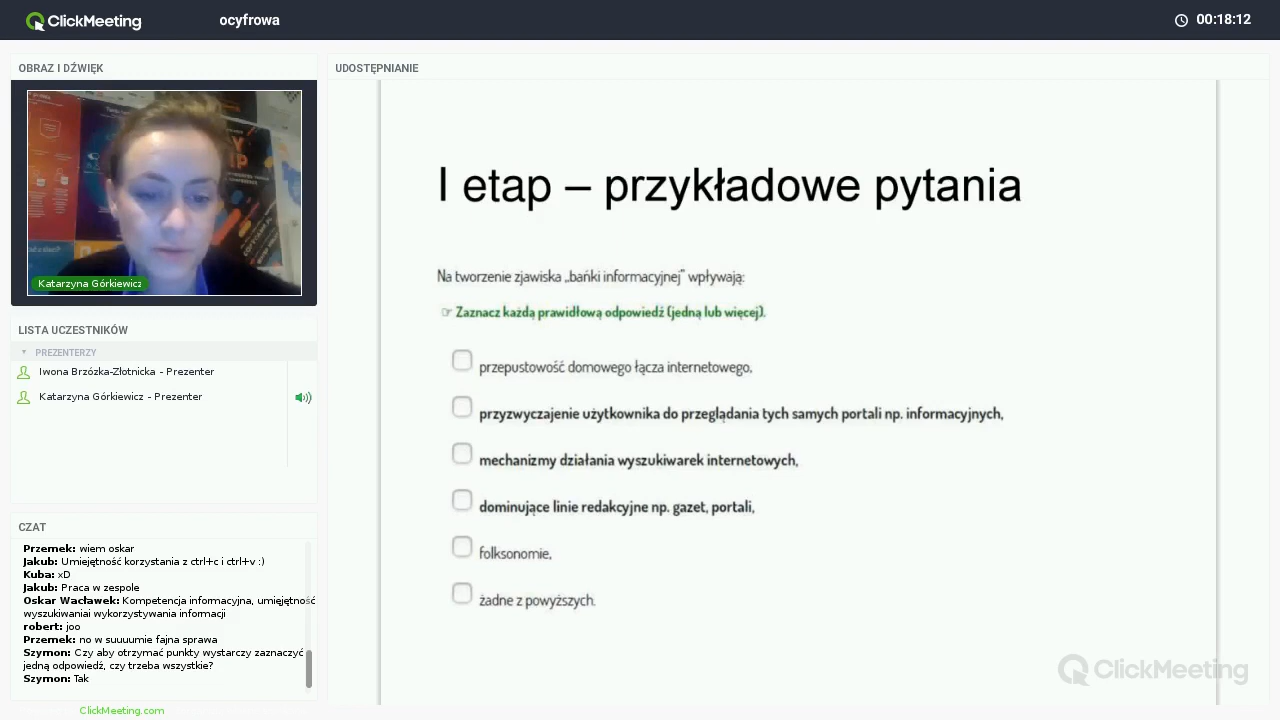 ClickMeeting
ocyfrowa
00:18:12
OBRAZ I DŹWIĘK
Katarzyna Górkiewicz
LISTA UCZESTNIKÓW
PREZENTERZY
Iwona Brzózka-Złotnicka - Prezenter
Katarzyna Górkiewicz - Prezenter
CZAT
Przemek: wiem oskar
Jakub: Umiejętność korzystania z ctrl+c i ctrl+v :)
Kuba: xD
Jakub: Praca w zespole
Oskar Wacławek: Kompetencja informacyjna, umięjętność
wyszukiwaniai wykorzystywania informacji
robert: joo
Przemek: no w suuuumie fajna sprawa
Szymon: Czy aby otrzymać punkty wystarczy zaznaczyć
jedną odpowiedź, czy trzeba wszystkie?
Szymon: Tak
ClickMeeting.com
UDOSTĘPNIANIE
I etap – przykładowe pytania
Na tworzenie zjawiska „bańki informacyjnej” wpływają:
☞ Zaznacz każdą prawidłową odpowiedź (jedną lub więcej).
przepustowość domowego łącza internetowego,
przyzwyczajenie użytkownika do przeglądania tych samych portali np. informacyjnych,
mechanizmy działania wyszukiwarek internetowych,
dominujące linie redakcyjne np. gazet, portali,
folksonomie,
żadne z powyższych.
ClickMeeting